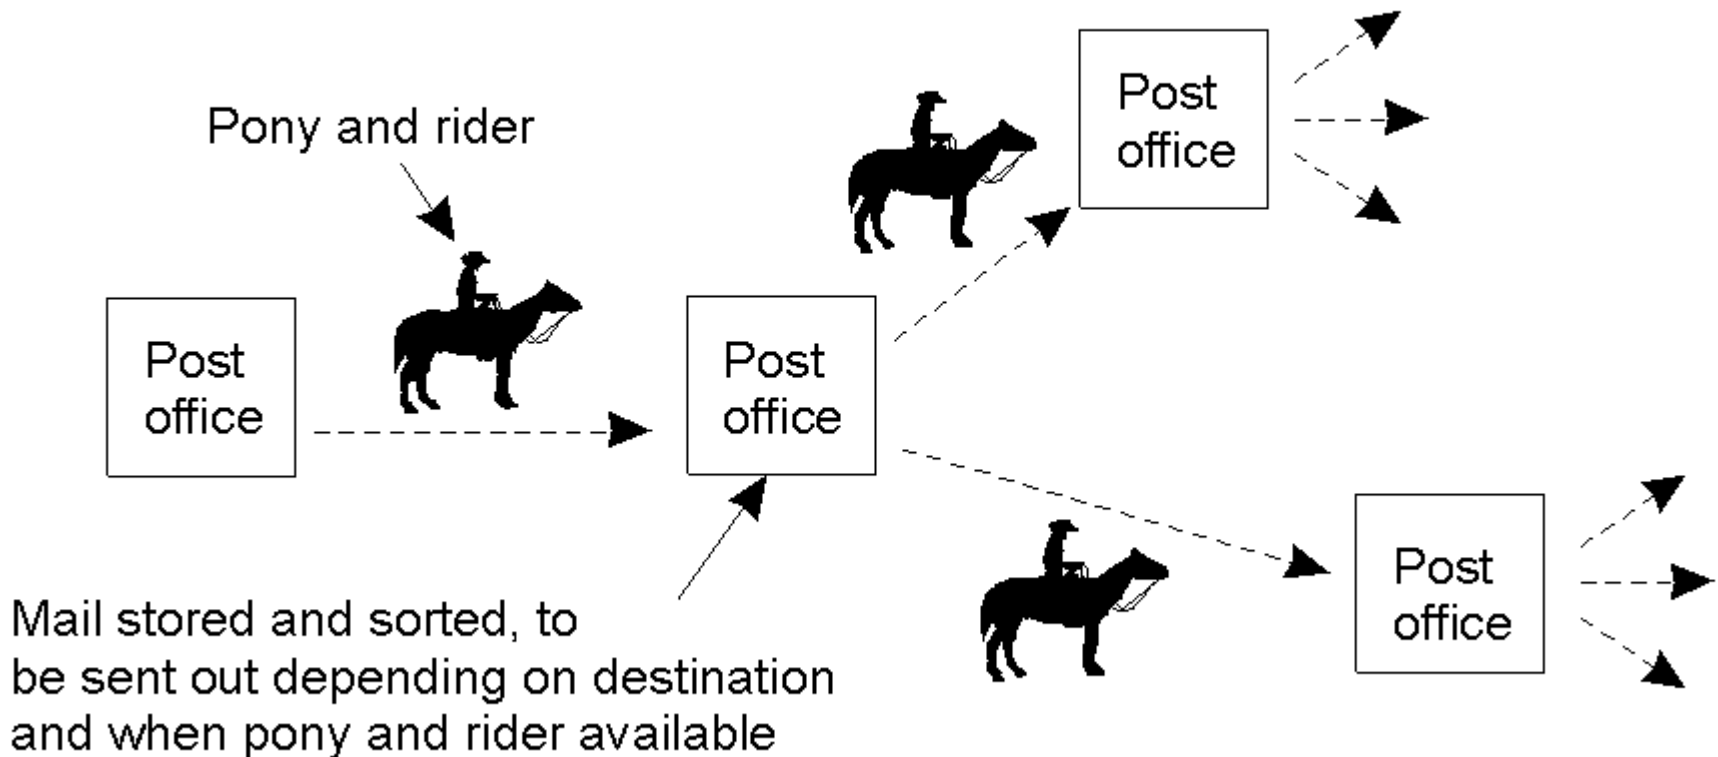 Pony and rider
Post
office
Post
office
Post
office
Post
office
Mail stored and sorted, to
be sent out depending on destination
and when pony and rider available